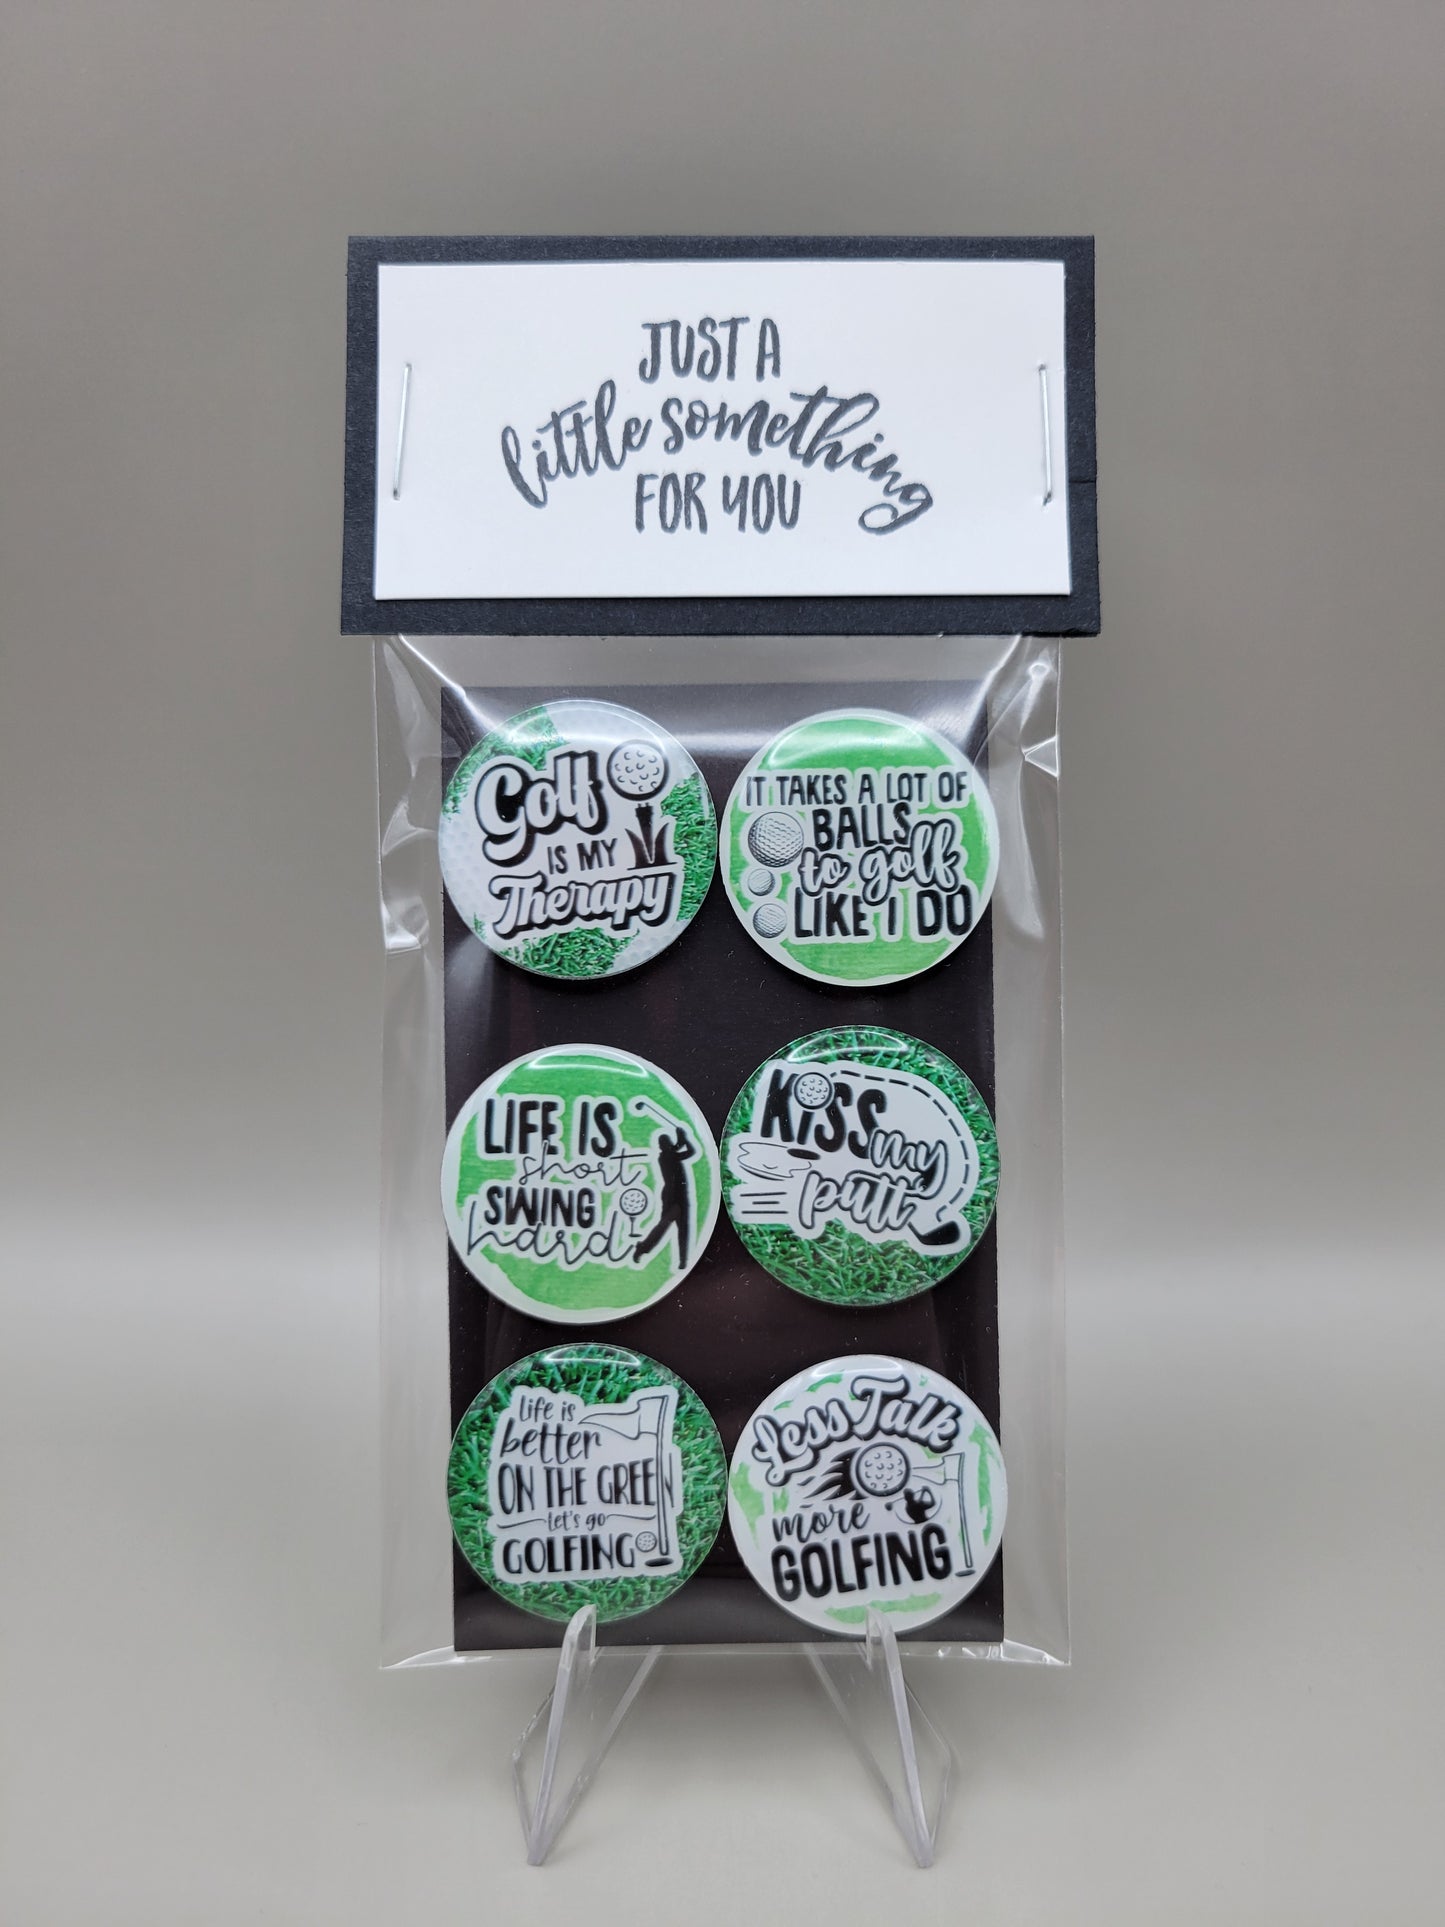 JUST A
little something
FOR YOU
Golf
IS MY
Therapy
IT TAKES A LOT OF
BALLS
to golf
LIKE I DO
LIFE IS
short
SWING
hard
KISS
my
putt
life is
better
ON THE GREEN
let's go
GOLFING
Less Talk
more
GOLFING